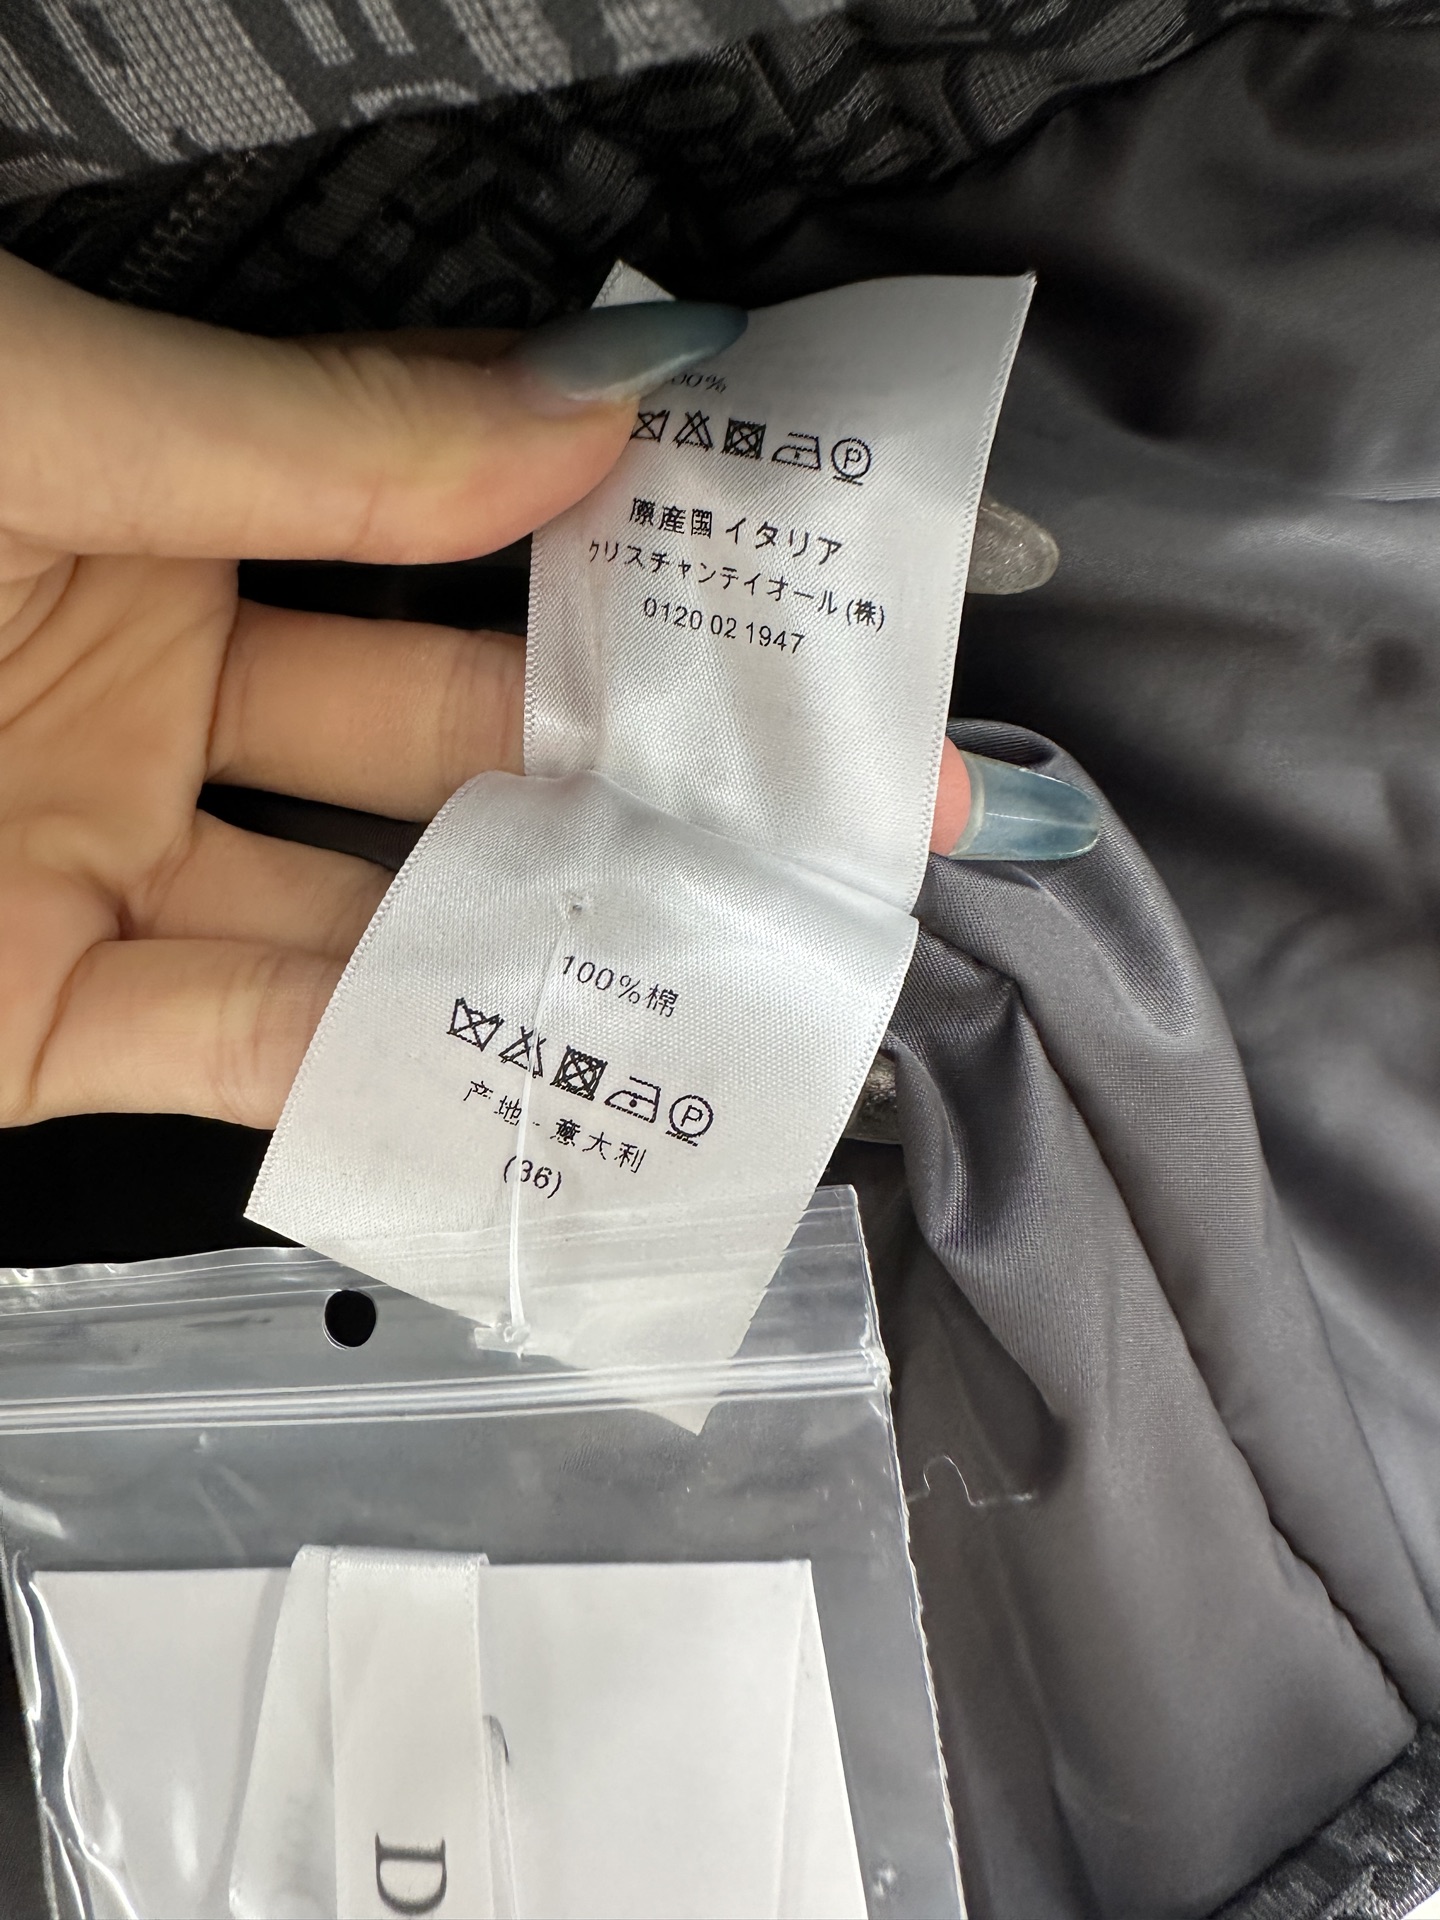 00%
原産国 イタリア
クリスチャンディオール(株)
0120 02 1947
100%棉
P
产地-意大利
(36)
P
D